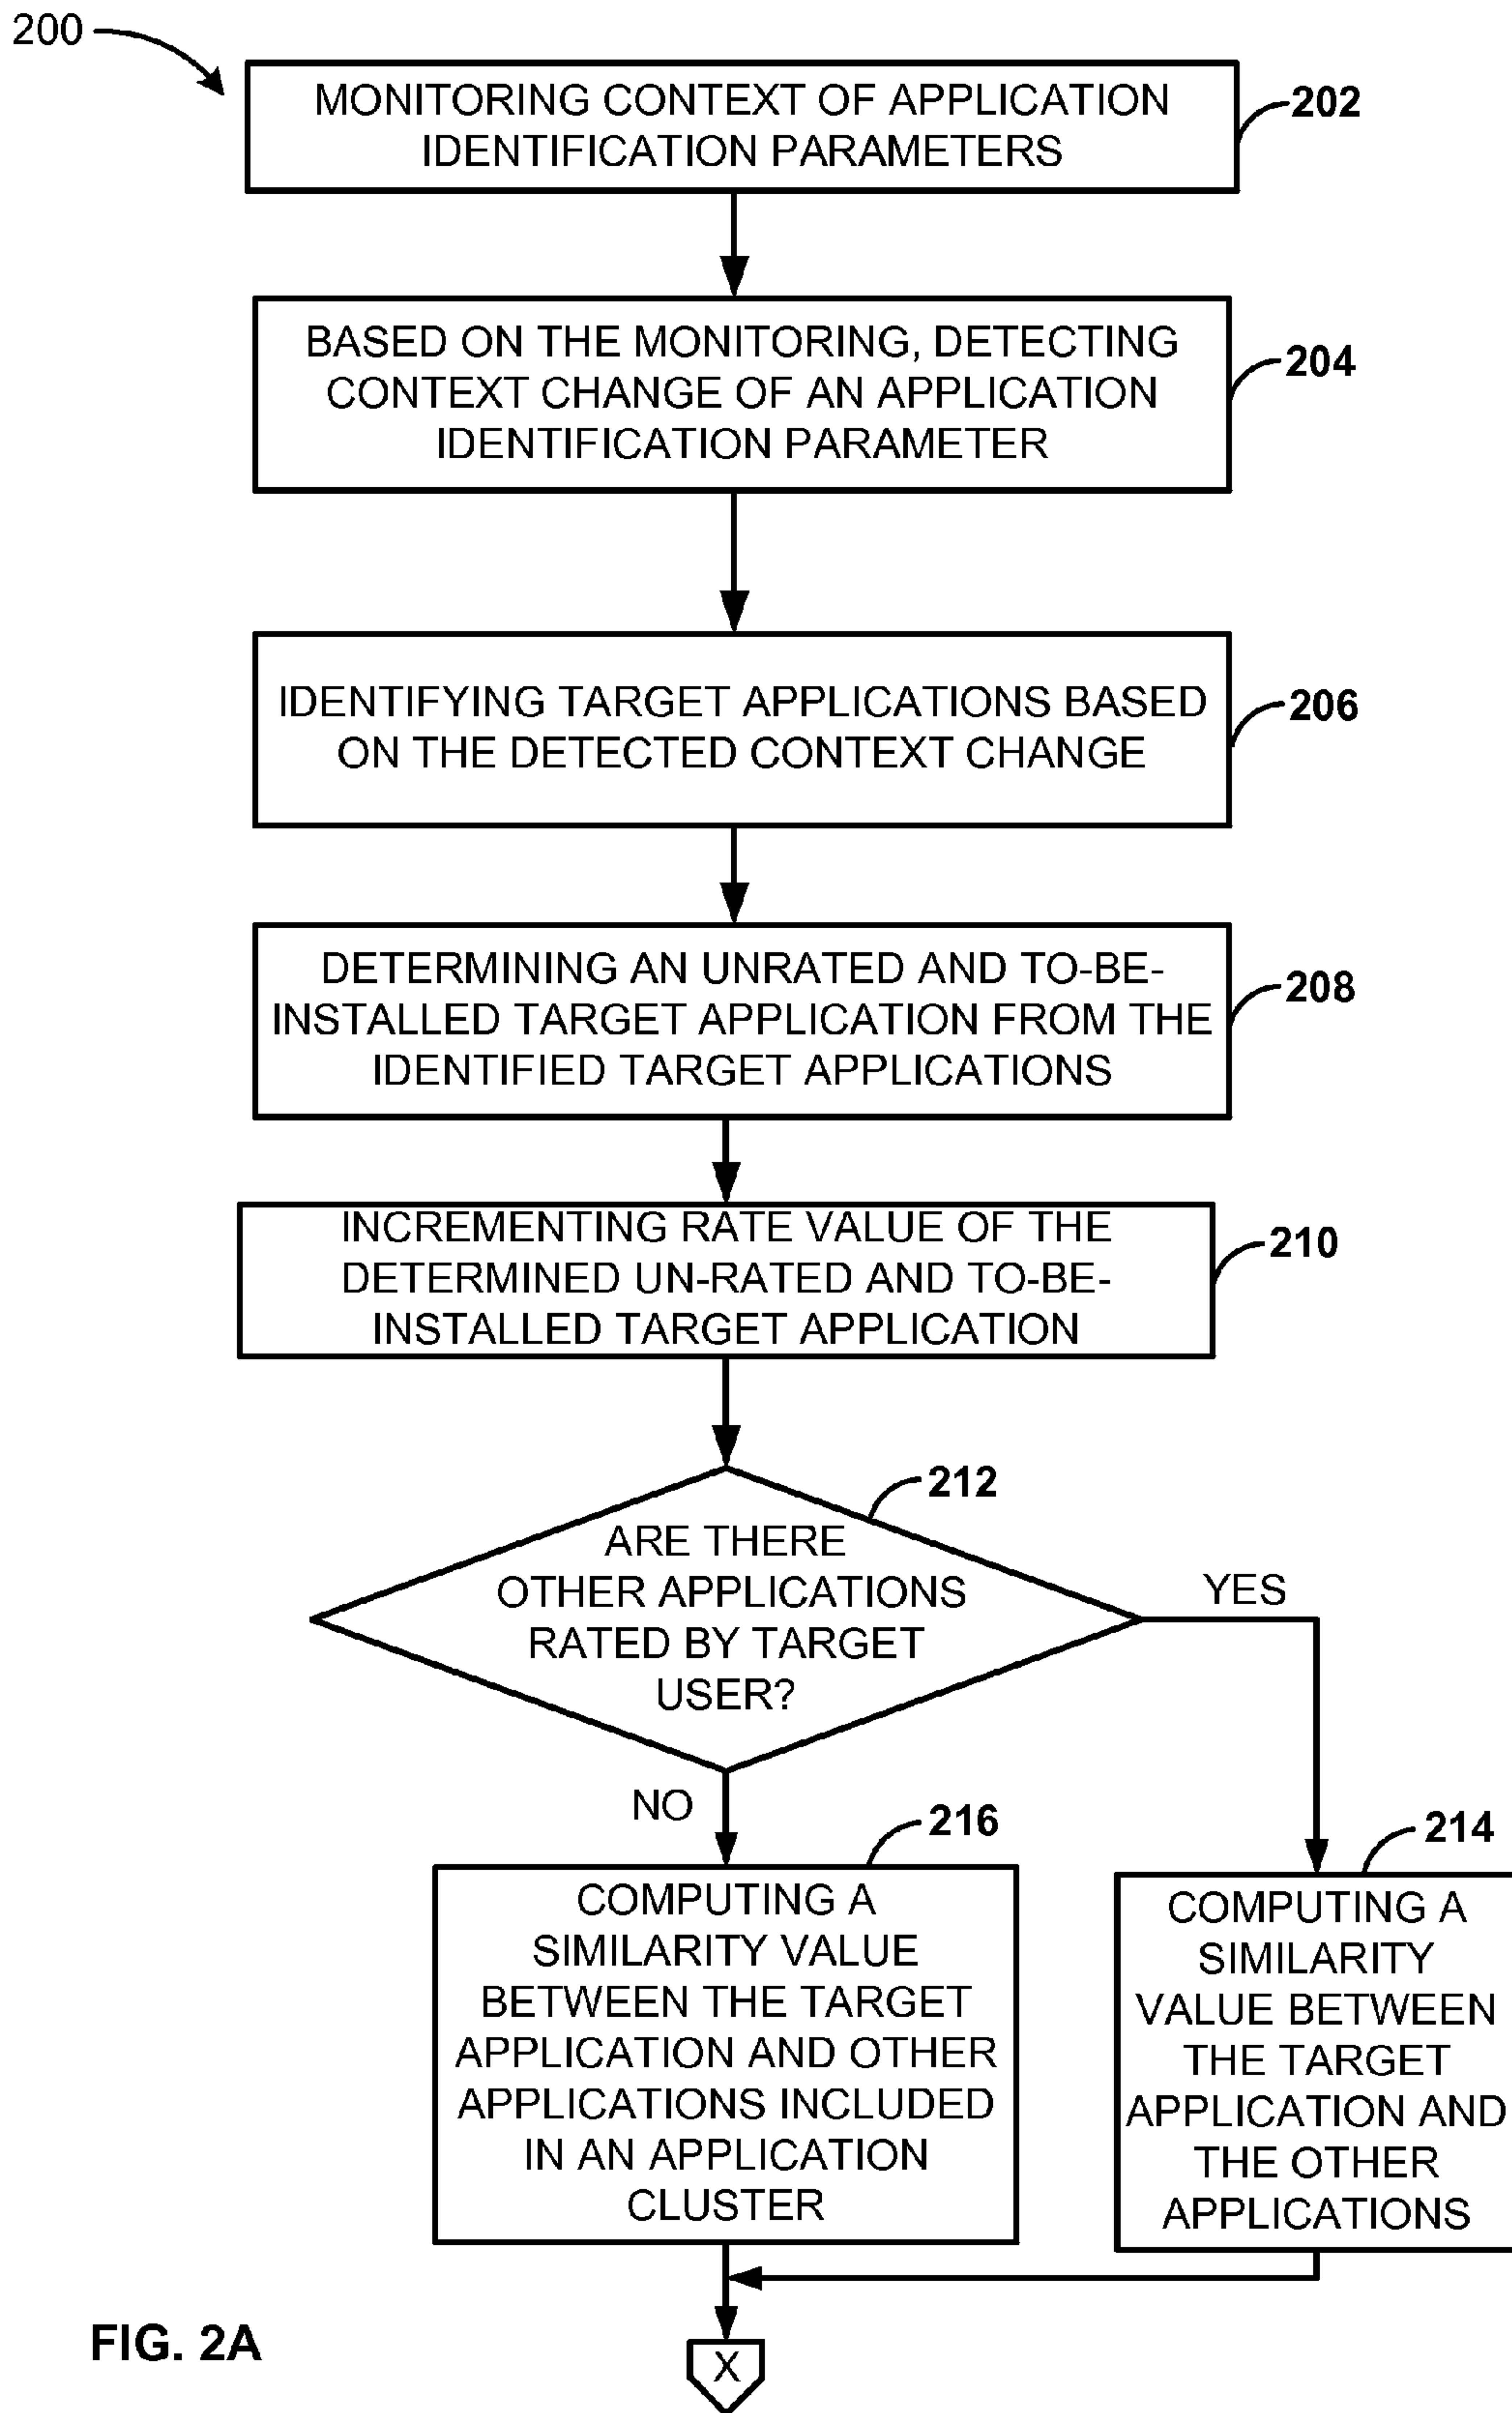 200
MONITORING CONTEXT OF APPLICATION
IDENTIFICATION PARAMETERS
202
BASED ON THE MONITORING, DETECTING
CONTEXT CHANGE OF AN APPLICATION
IDENTIFICATION PARAMETER
204
IDENTIFYING TARGET APPLICATIONS BASED
ON THE DETECTED CONTEXT CHANGE
206
DETERMINING AN UNRATED AND TO-BE-
INSTALLED TARGET APPLICATION FROM THE
IDENTIFIED TARGET APPLICATIONS
208
INCREMENTING RATE VALUE OF THE
DETERMINED UN-RATED AND TO-BE-
INSTALLED TARGET APPLICATION
210
212
ARE THERE
OTHER APPLICATIONS
RATED BY TARGET
USER?
YES
NO
216
COMPUTING A
SIMILARITY VALUE
BETWEEN THE TARGET
APPLICATION AND OTHER
APPLICATIONS INCLUDED
IN AN APPLICATION
CLUSTER
214
COMPUTING A
SIMILARITY
VALUE BETWEEN
THE TARGET
APPLICATION AND
THE OTHER
APPLICATIONS
FIG. 2A
X